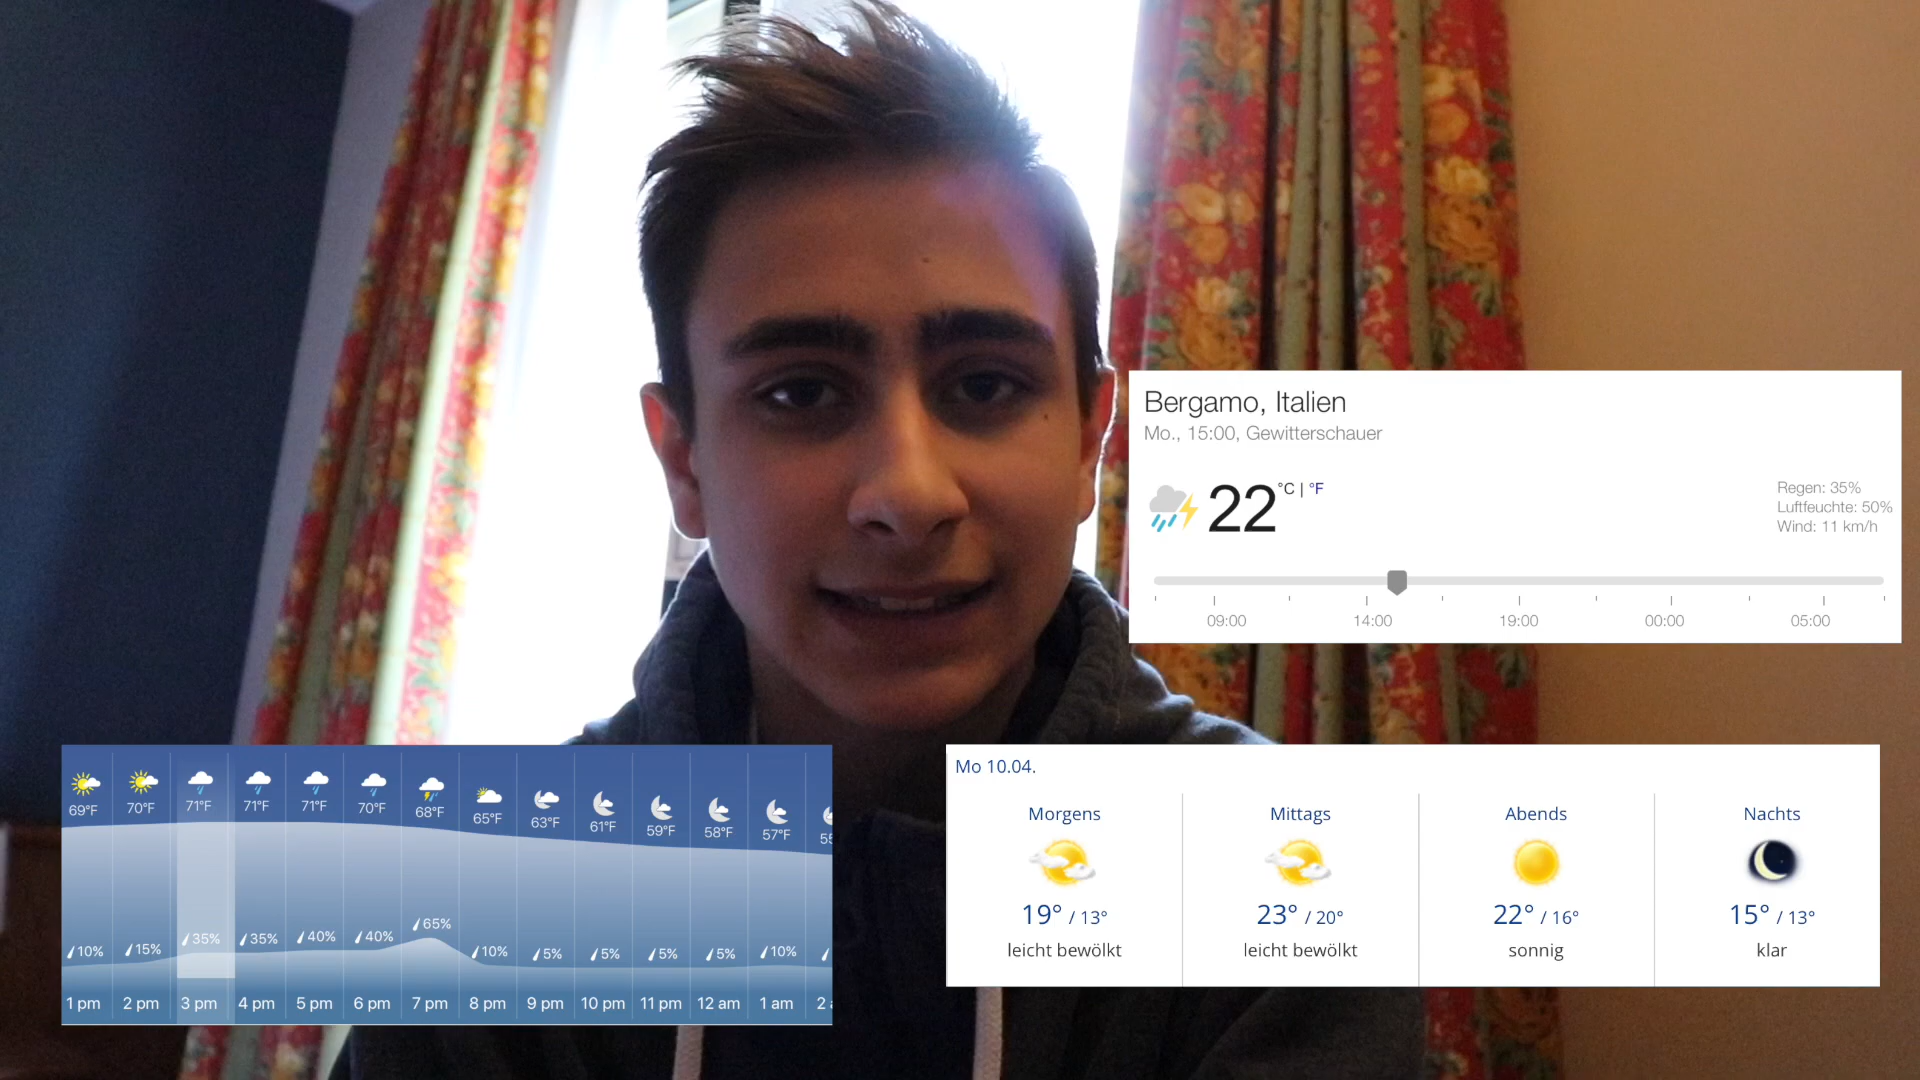 Bergamo, Italien
Mo., 15:00, Gewitterschauer
22 °C | °F
Regen: 35%
Luftfeuchte: 50%
Wind: 11 km/h
09:00 14:00 19:00 00:00 05:00
69°F 70°F 71°F 71°F 71°F 70°F 68°F 65°F 63°F 61°F 59°F 58°F 57°F
10% 15% 35% 35% 40% 40% 65% 10% 5% 5% 5% 5% 10%
1 pm 2 pm 3 pm 4 pm 5 pm 6 pm 7 pm 8 pm 9 pm 10 pm 11 pm 12 am 1 am 2
Mo 10.04.
Morgens Mittags Abends Nachts
19° / 13° 23° / 20° 22° / 16° 15° / 13°
leicht bewölkt leicht bewölkt sonnig klar